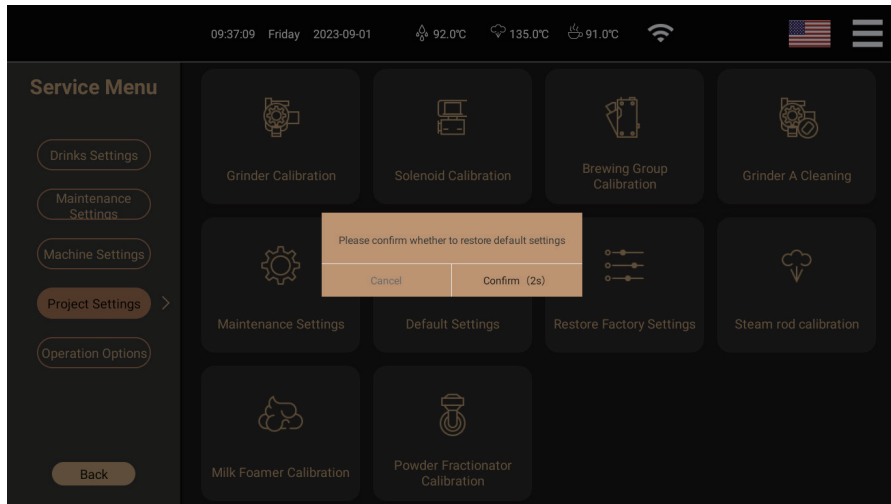 09:37:09 Friday 2023-09-01 92.0℃ 135.0℃ 91.0℃
Service Menu
Drinks Settings
Maintenance
Settings
Machine Settings
Project Settings
Operation Options
Back
Grinder Calibration
Solenoid Calibration
Brewing Group
Calibration
Grinder A Cleaning
Please confirm whether to restore default settings
Cancel
Confirm（2s）
Maintenance Settings
Default Settings
Restore Factory Settings
Steam rod calibration
Milk Foamer Calibration
Powder Fractionator
Calibration